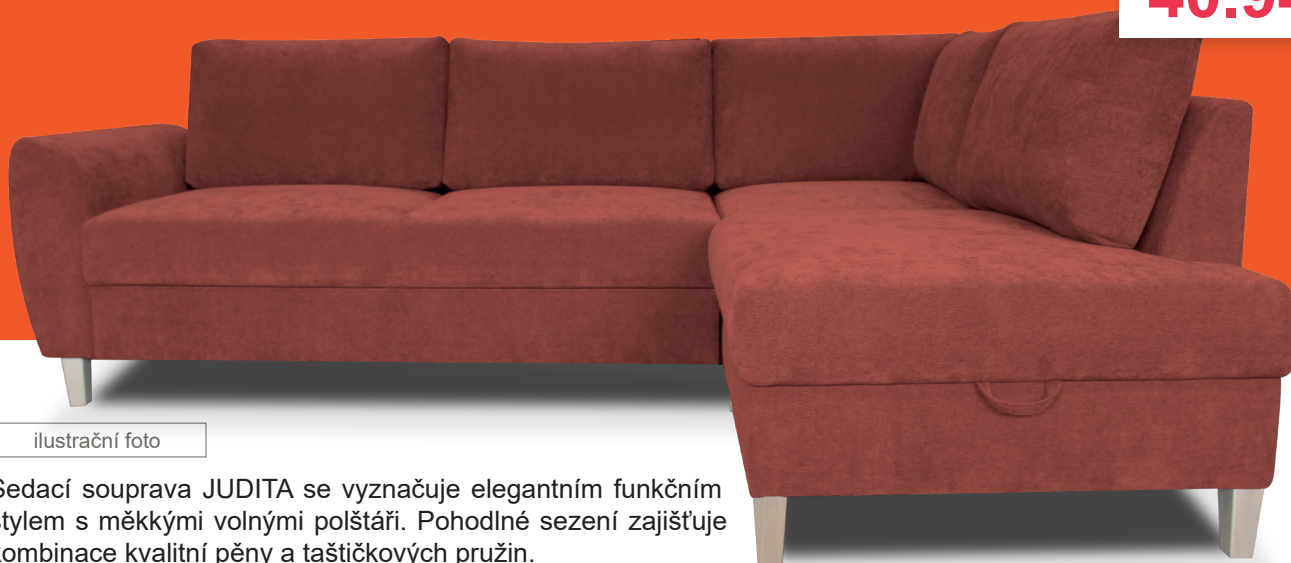 ilustrační foto
Sedací souprava JUDITA se vyznačuje elegantním funkčním
stylem s měkkými volnými polštáři. Pohodlné sezení zajišťuje
kombinace kvalitní pěny a taštičkových pružin.